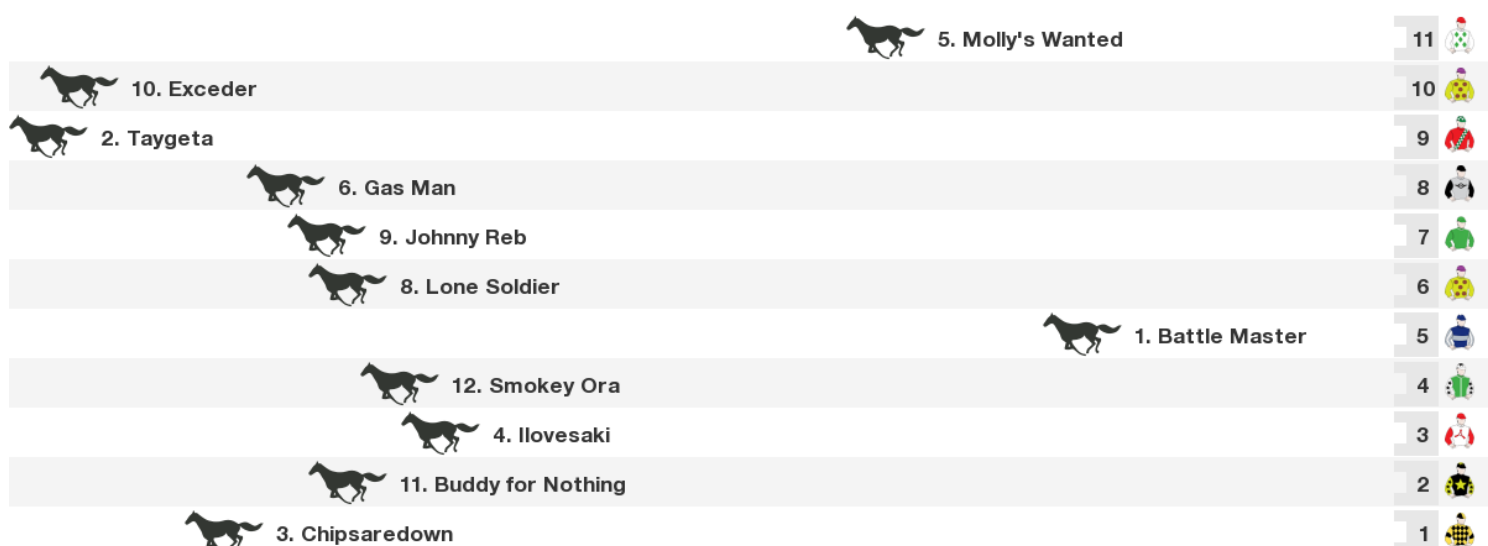 5. Molly's Wanted 11
10. Exceder 10
2. Taygeta 9
6. Gas Man 8
9. Johnny Reb 7
8. Lone Soldier 6
1. Battle Master 5
12. Smokey Ora 4
4. Ilovesaki 3
11. Buddy for Nothing 2
3. Chipsaredown 1